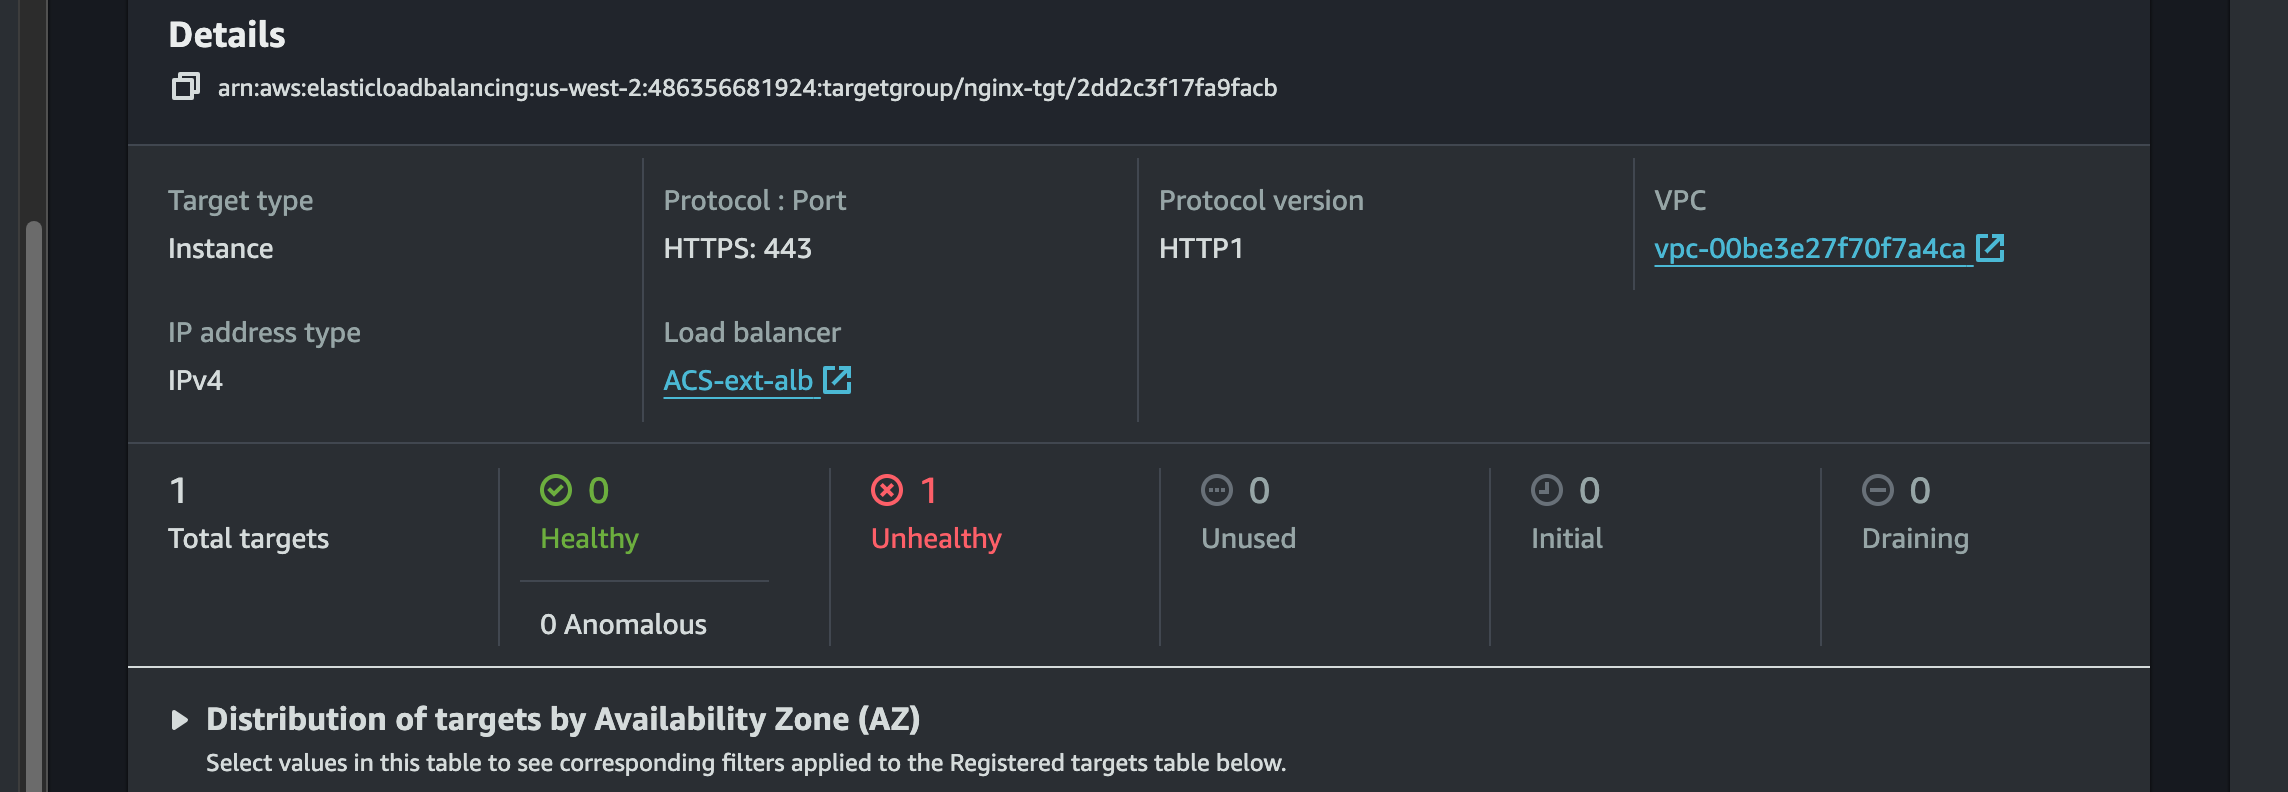 Details
arn:aws:elasticloadbalancing:us-west-2:486356681924:targetgroup/nginx-tgt/2dd2c3f17fa9facb
Target type
Instance
Protocol : Port
HTTPS: 443
Protocol version
HTTP1
VPC
vpc-00be3e27f70f7a4ca
IP address type
IPv4
Load balancer
ACS-ext-alb
1
Total targets
0
Healthy
0 Anomalous
1
Unhealthy
0
Unused
0
Initial
0
Draining
Distribution of targets by Availability Zone (AZ)
Select values in this table to see corresponding filters applied to the Registered targets table below.